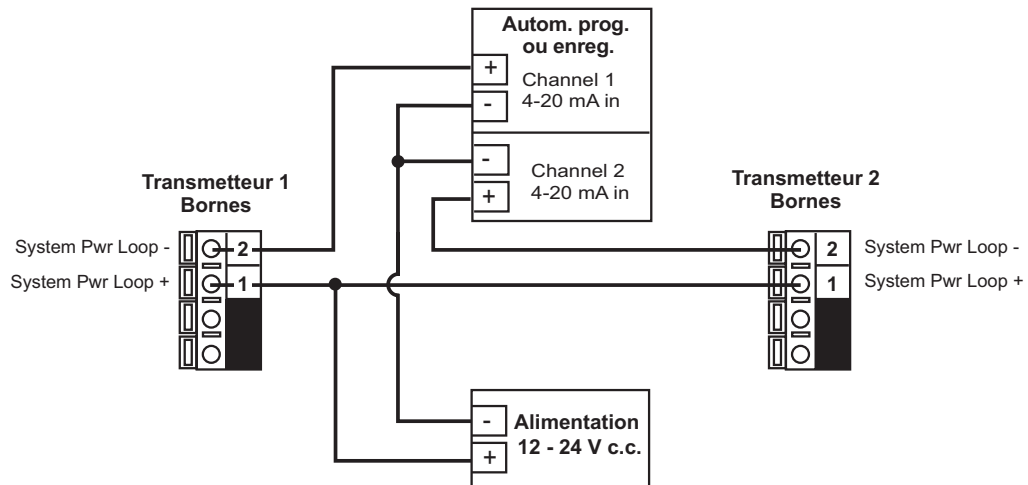 Autom. prog.
ou enreg.
+
Channel 1
4-20 mA in
-
-
Channel 2
4-20 mA in
+
Transmetteur 1
Bornes
System Pwr Loop -
2
System Pwr Loop +
1
Transmetteur 2
Bornes
2
System Pwr Loop -
1
System Pwr Loop +
-
Alimentation
12 - 24 V c.c.
+